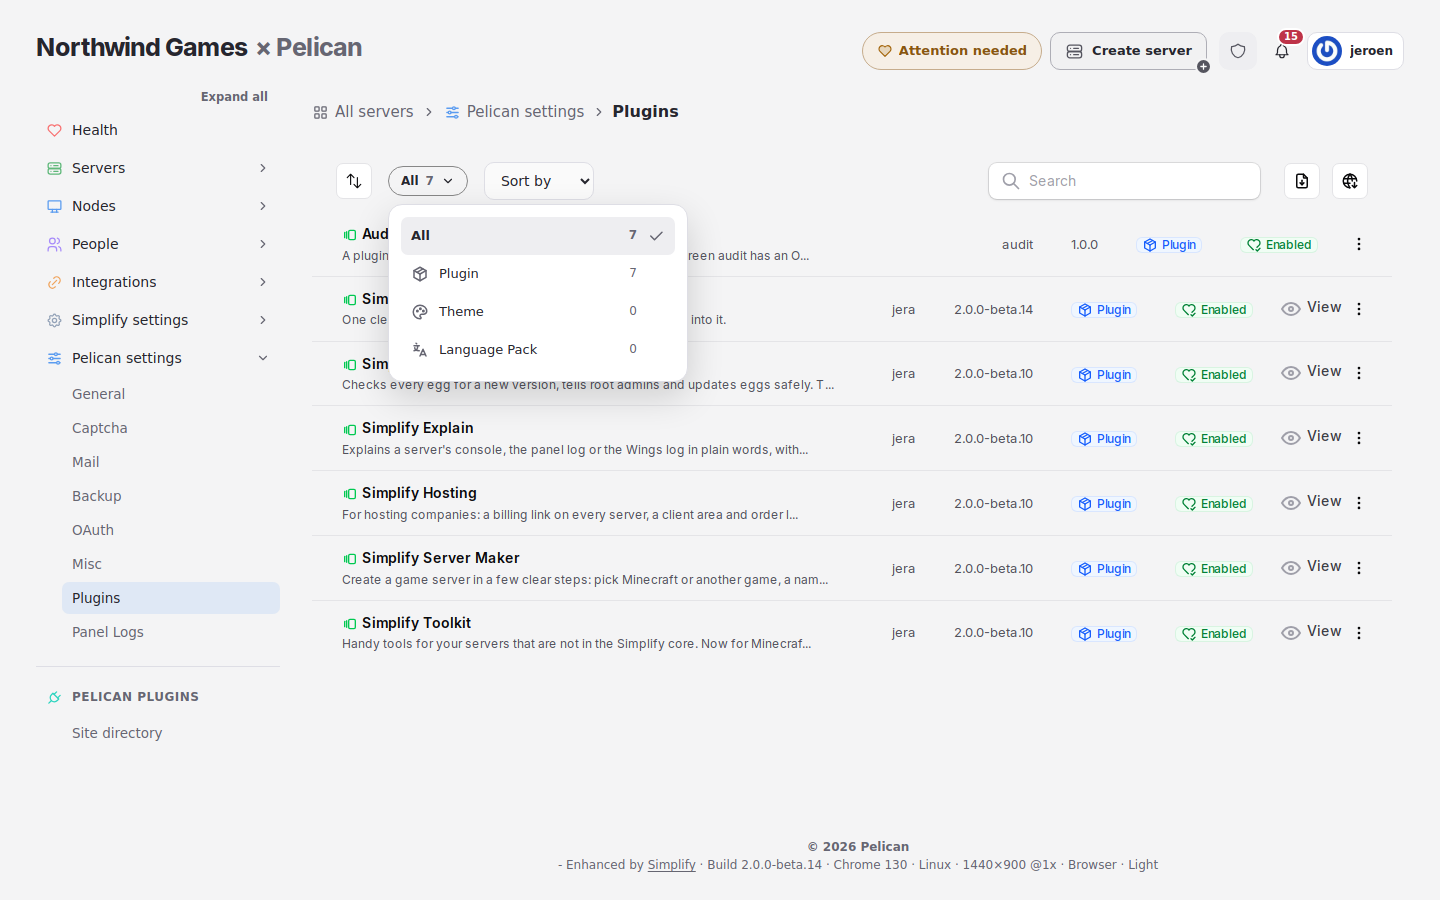 Northwind Games × Pelican
Attention needed
Create server
15
jeroen
Expand all
Health
Servers
Nodes
People
Integrations
Simplify settings
Pelican settings
General
Captcha
Mail
Backup
OAuth
Misc
Plugins
Panel Logs
PELICAN PLUGINS
Site directory
All servers > Pelican settings > Plugins
All 7
Sort by
Search
All 7
Plugin 7
Theme 0
Language Pack 0
Aud
A plugin reen audit has an O...
audit 1.0.0 Plugin Enabled
Sim
One cle into it.
jera 2.0.0-beta.14 Plugin Enabled View
Sim
Checks every egg for a new version, tells root admins and updates eggs safely. T...
jera 2.0.0-beta.10 Plugin Enabled View
Simplify Explain
Explains a server's console, the panel log or the Wings log in plain words, with...
jera 2.0.0-beta.10 Plugin Enabled View
Simplify Hosting
For hosting companies: a billing link on every server, a client area and order l...
jera 2.0.0-beta.10 Plugin Enabled View
Simplify Server Maker
Create a game server in a few clear steps: pick Minecraft or another game, a nam...
jera 2.0.0-beta.10 Plugin Enabled View
Simplify Toolkit
Handy tools for your servers that are not in the Simplify core. Now for Minecraf...
jera 2.0.0-beta.10 Plugin Enabled View
© 2026 Pelican
- Enhanced by Simplify · Build 2.0.0-beta.14 · Chrome 130 · Linux · 1440×900 @1x · Browser · Light